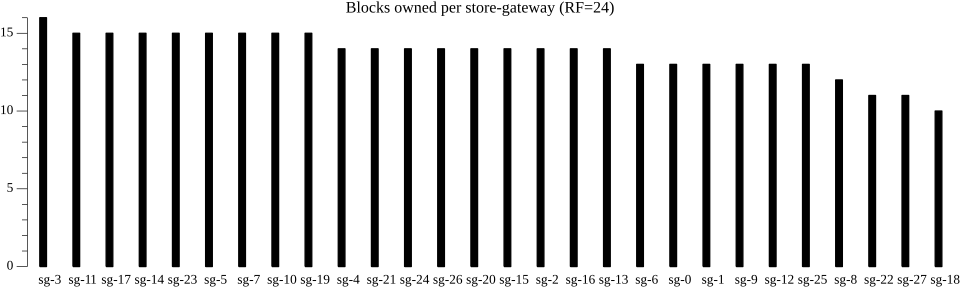 Blocks owned per store-gateway (RF=24)
15
10
5
0
sg-3 sg-11 sg-17 sg-14 sg-23 sg-5 sg-7 sg-10 sg-19 sg-4 sg-21 sg-24 sg-26 sg-20 sg-15 sg-2 sg-16 sg-13 sg-6 sg-0 sg-1 sg-9 sg-12 sg-25 sg-8 sg-22 sg-27 sg-18